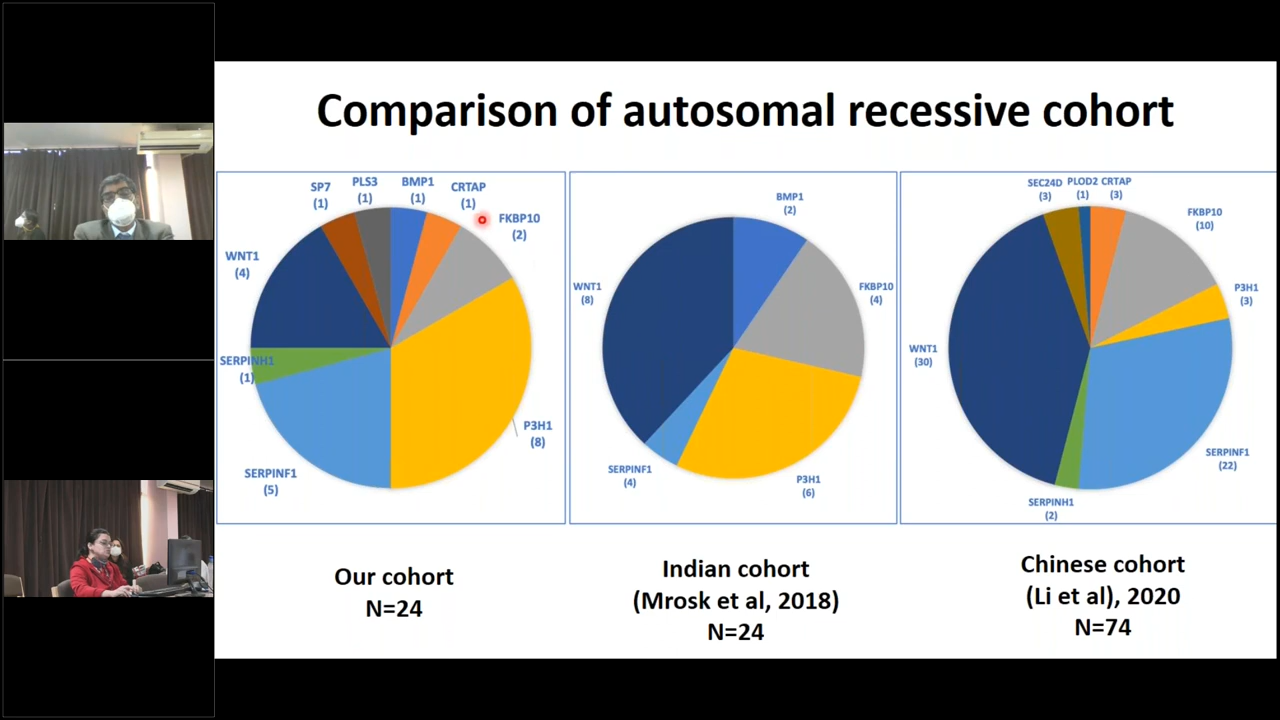 Comparison of autosomal recessive cohort
SP7
(1)
PLS3
(1)
BMP1
(1)
CRTAP
(1)
FKBP10
(2)
WNT1
(4)
SERPINH1
(1)
P3H1
(8)
SERPINF1
(5)
Our cohort
N=24
BMP1
(2)
WNT1
(8)
FKBP10
(4)
SERPINF1
(4)
P3H1
(6)
Indian cohort
(Mrosk et al, 2018)
N=24
SEC24D
(3)
PLOD2
(1)
CRTAP
(3)
FKBP10
(10)
P3H1
(3)
WNT1
(30)
SERPINF1
(22)
SERPINH1
(2)
Chinese cohort
(Li et al), 2020
N=74